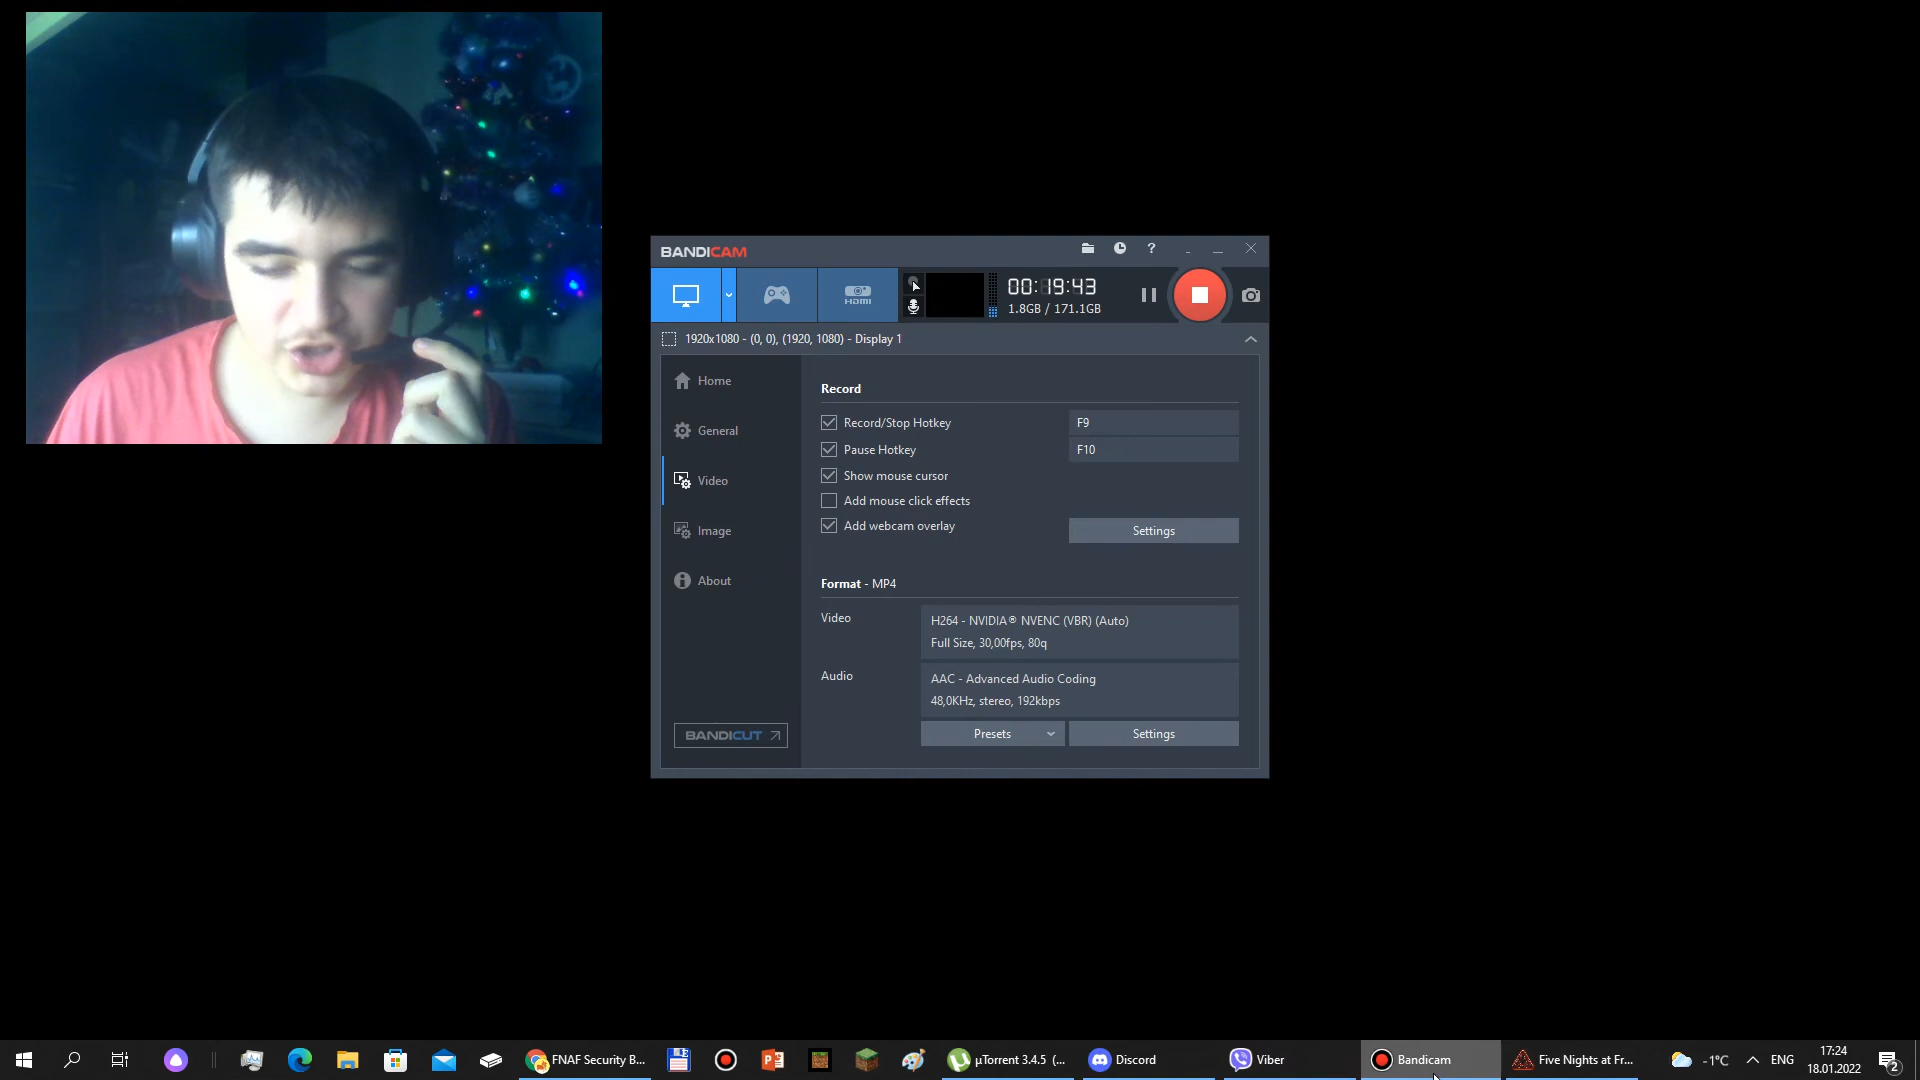 BANDICAM
HDMI
00:19:43
1.8GB / 171.1GB
1920x1080 - (0, 0), (1920, 1080) - Display 1
Home
General
Video
Image
About
BANDICUT
Record
Record/Stop Hotkey
F9
Pause Hotkey
F10
Show mouse cursor
Add mouse click effects
Add webcam overlay
Settings
Format - MP4
Video
H264 - NVIDIA® NVENC (VBR) (Auto)
Full Size, 30,00fps, 80q
Audio
AAC - Advanced Audio Coding
48,0KHz, stereo, 192kbps
Presets
Settings
FNAF Security B...
µTorrent 3.4.5 (...
Discord
Viber
Bandicam
Five Nights at Fr...
-1°C
ENG
17:24
18.01.2022
2